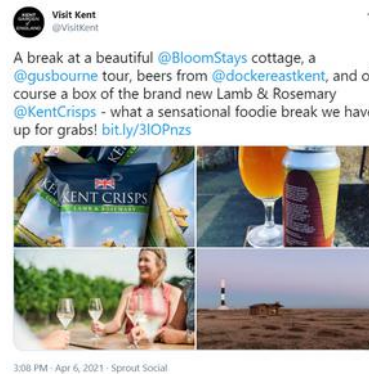 Visit Kent
@VisitKent
A break at a beautiful @BloomStays cottage, a
@gusbourne tour, beers from @dockereastkent, and o
course a box of the brand new Lamb & Rosemary
@KentCrisps - what a sensational foodie break we have
up for grabs! bit.ly/3lOPnzs
KENT CRISPS
LAMB & ROSEMARY
3:08 PM · Apr 6, 2021 · Sprout Social